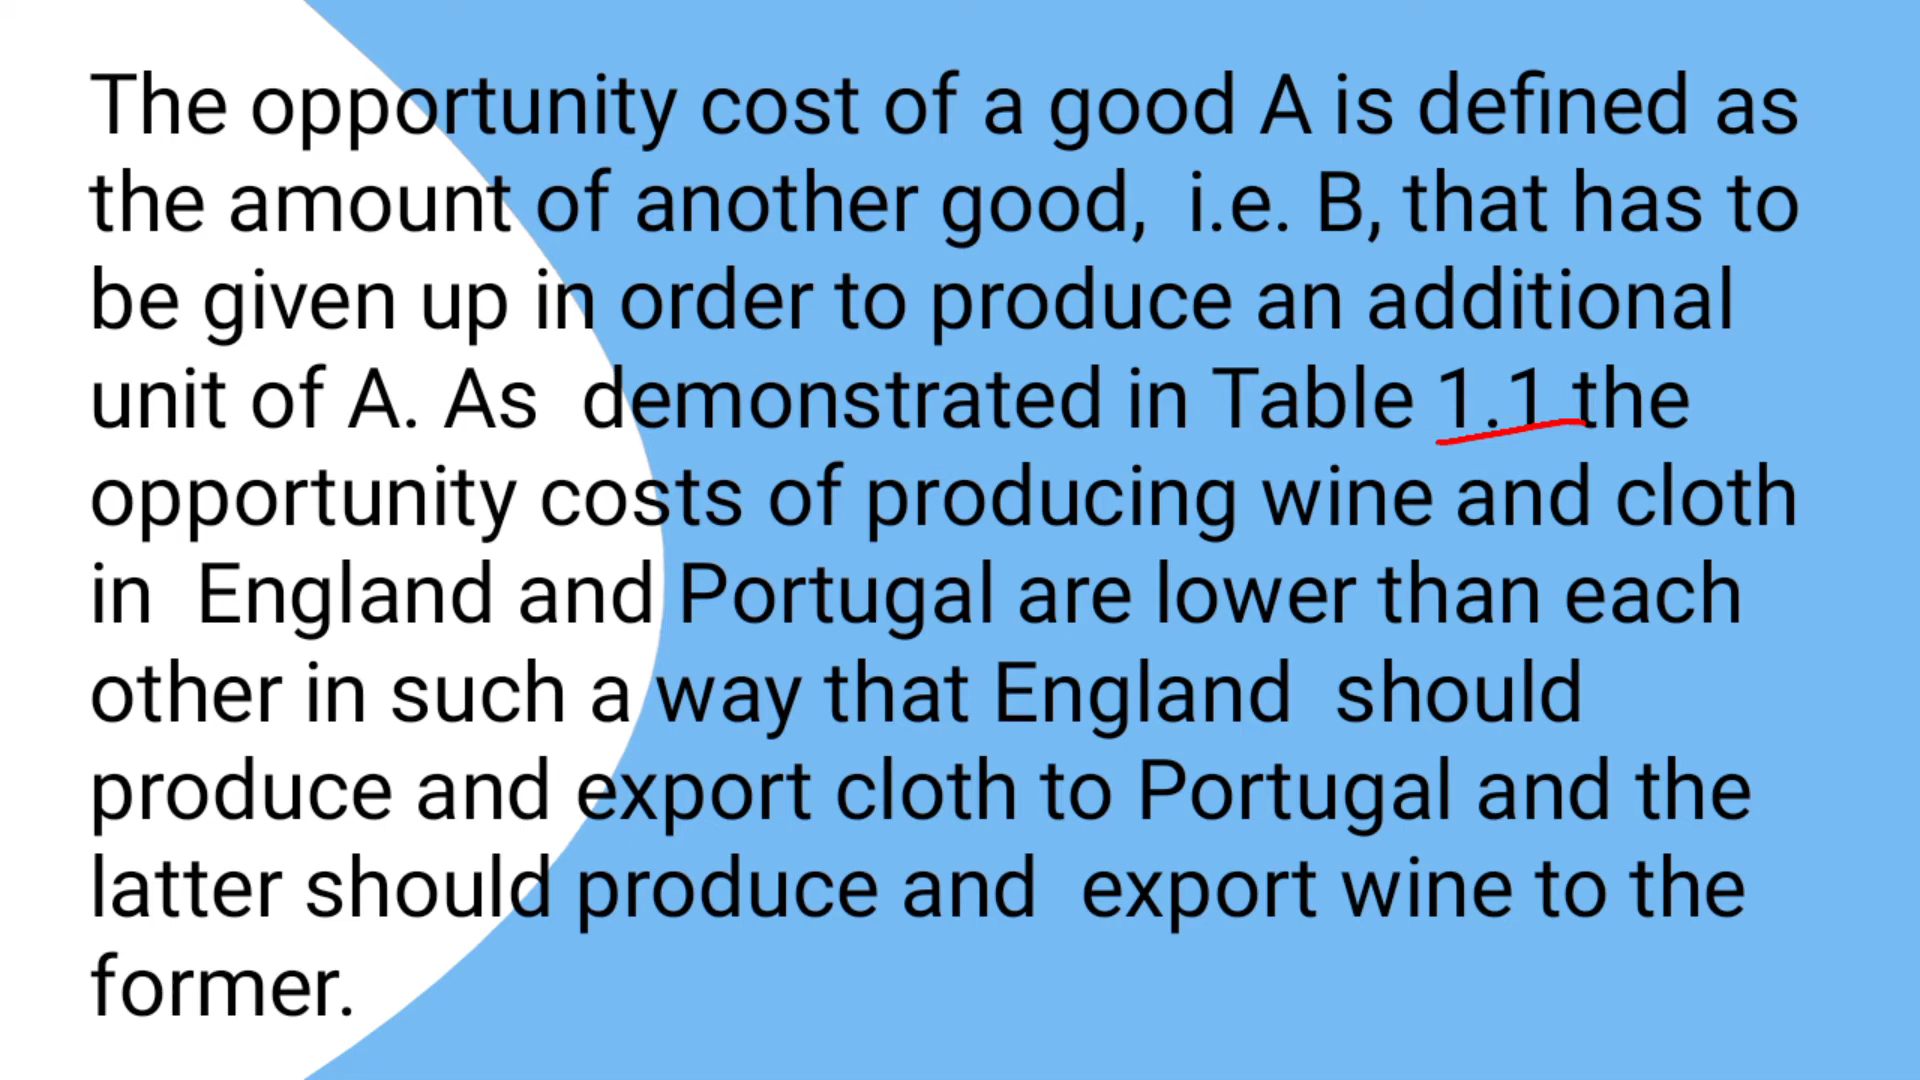 The opportunity cost of a good A is defined as
the amount of another good,  i.e. B, that has to
be given up in order to produce an additional
unit of A. As  demonstrated in Table 1.1 the
opportunity costs of producing wine and cloth
in  England and Portugal are lower than each
other in such a way that England  should
produce and export cloth to Portugal and the
latter should produce and  export wine to the
former.